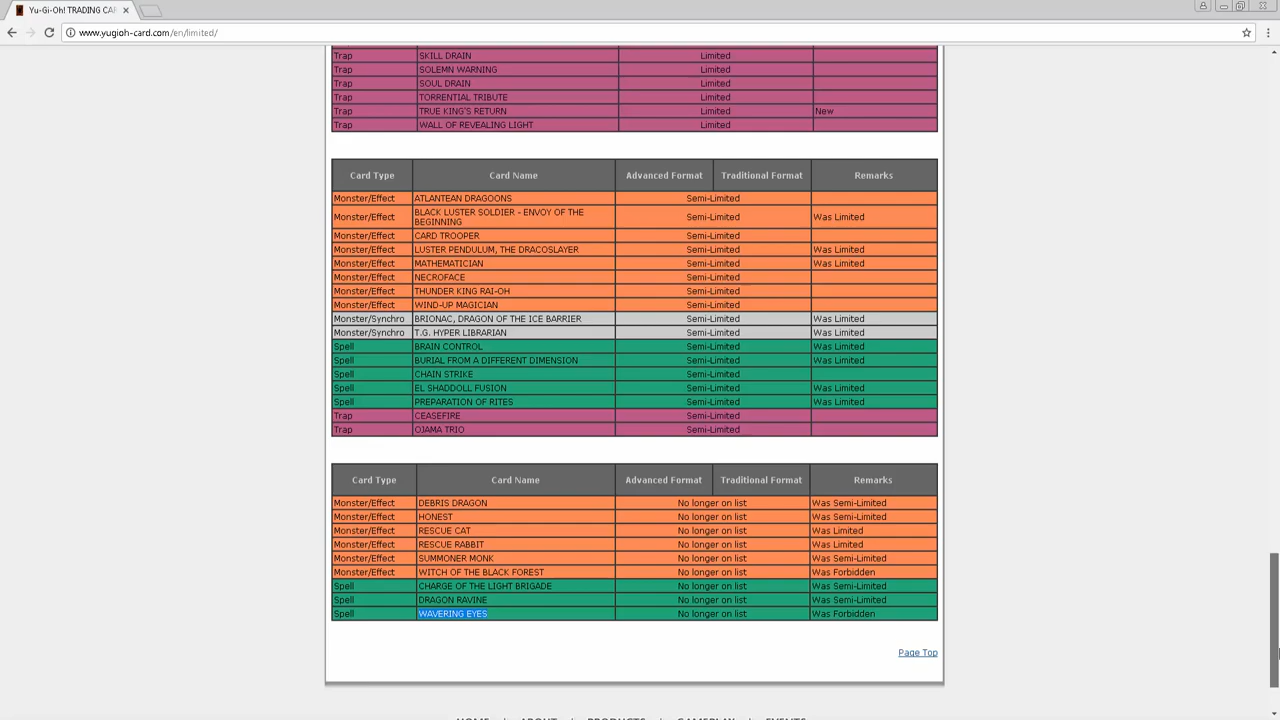 Yu-Gi-Oh! TRADING CAR
www.yugioh-card.com/en/limited/
Trap SKILL DRAIN Limited
Trap SOLEMN WARNING Limited
Trap SOUL DRAIN Limited
Trap TORRENTIAL TRIBUTE Limited
Trap TRUE KING'S RETURN Limited New
Trap WALL OF REVEALING LIGHT Limited
Card Type Card Name Advanced Format Traditional Format Remarks
Monster/Effect ATLANTEAN DRAGOONS Semi-Limited
Monster/Effect BLACK LUSTER SOLDIER - ENVOY OF THE
BEGINNING Semi-Limited Was Limited
Monster/Effect CARD TROOPER Semi-Limited
Monster/Effect LUSTER PENDULUM, THE DRACOSLAYER Semi-Limited Was Limited
Monster/Effect MATHEMATICIAN Semi-Limited Was Limited
Monster/Effect NECROFACE Semi-Limited
Monster/Effect THUNDER KING RAI-OH Semi-Limited
Monster/Effect WIND-UP MAGICIAN Semi-Limited
Monster/Synchro BRIONAC, DRAGON OF THE ICE BARRIER Semi-Limited Was Limited
Monster/Synchro T.G. HYPER LIBRARIAN Semi-Limited Was Limited
Spell BRAIN CONTROL Semi-Limited Was Limited
Spell BURIAL FROM A DIFFERENT DIMENSION Semi-Limited Was Limited
Spell CHAIN STRIKE Semi-Limited
Spell EL SHADDOLL FUSION Semi-Limited Was Limited
Spell PREPARATION OF RITES Semi-Limited Was Limited
Trap CEASEFIRE Semi-Limited
Trap OJAMA TRIO Semi-Limited
Card Type Card Name Advanced Format Traditional Format Remarks
Monster/Effect DEBRIS DRAGON No longer on list Was Semi-Limited
Monster/Effect HONEST No longer on list Was Semi-Limited
Monster/Effect RESCUE CAT No longer on list Was Limited
Monster/Effect RESCUE RABBIT No longer on list Was Limited
Monster/Effect SUMMONER MONK No longer on list Was Semi-Limited
Monster/Effect WITCH OF THE BLACK FOREST No longer on list Was Forbidden
Spell CHARGE OF THE LIGHT BRIGADE No longer on list Was Semi-Limited
Spell DRAGON RAVINE No longer on list Was Semi-Limited
Spell WAVERING EYES No longer on list Was Forbidden
Page Top
HOME ABOUT PRODUCTS GAMEPLAY EVENTS